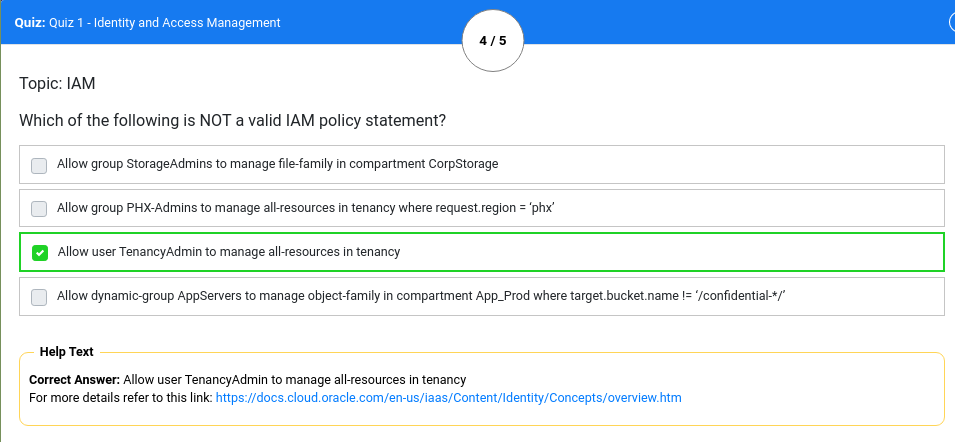 Quiz: Quiz 1 - Identity and Access Management
4 / 5
Topic: IAM
Which of the following is NOT a valid IAM policy statement?
Allow group StorageAdmins to manage file-family in compartment CorpStorage
Allow group PHX-Admins to manage all-resources in tenancy where request.region = ‘phx’
Allow user TenancyAdmin to manage all-resources in tenancy
Allow dynamic-group AppServers to manage object-family in compartment App_Prod where target.bucket.name != ‘/confidential-*/’
Help Text
Correct Answer: Allow user TenancyAdmin to manage all-resources in tenancy
For more details refer to this link: https://docs.cloud.oracle.com/en-us/iaas/Content/Identity/Concepts/overview.htm